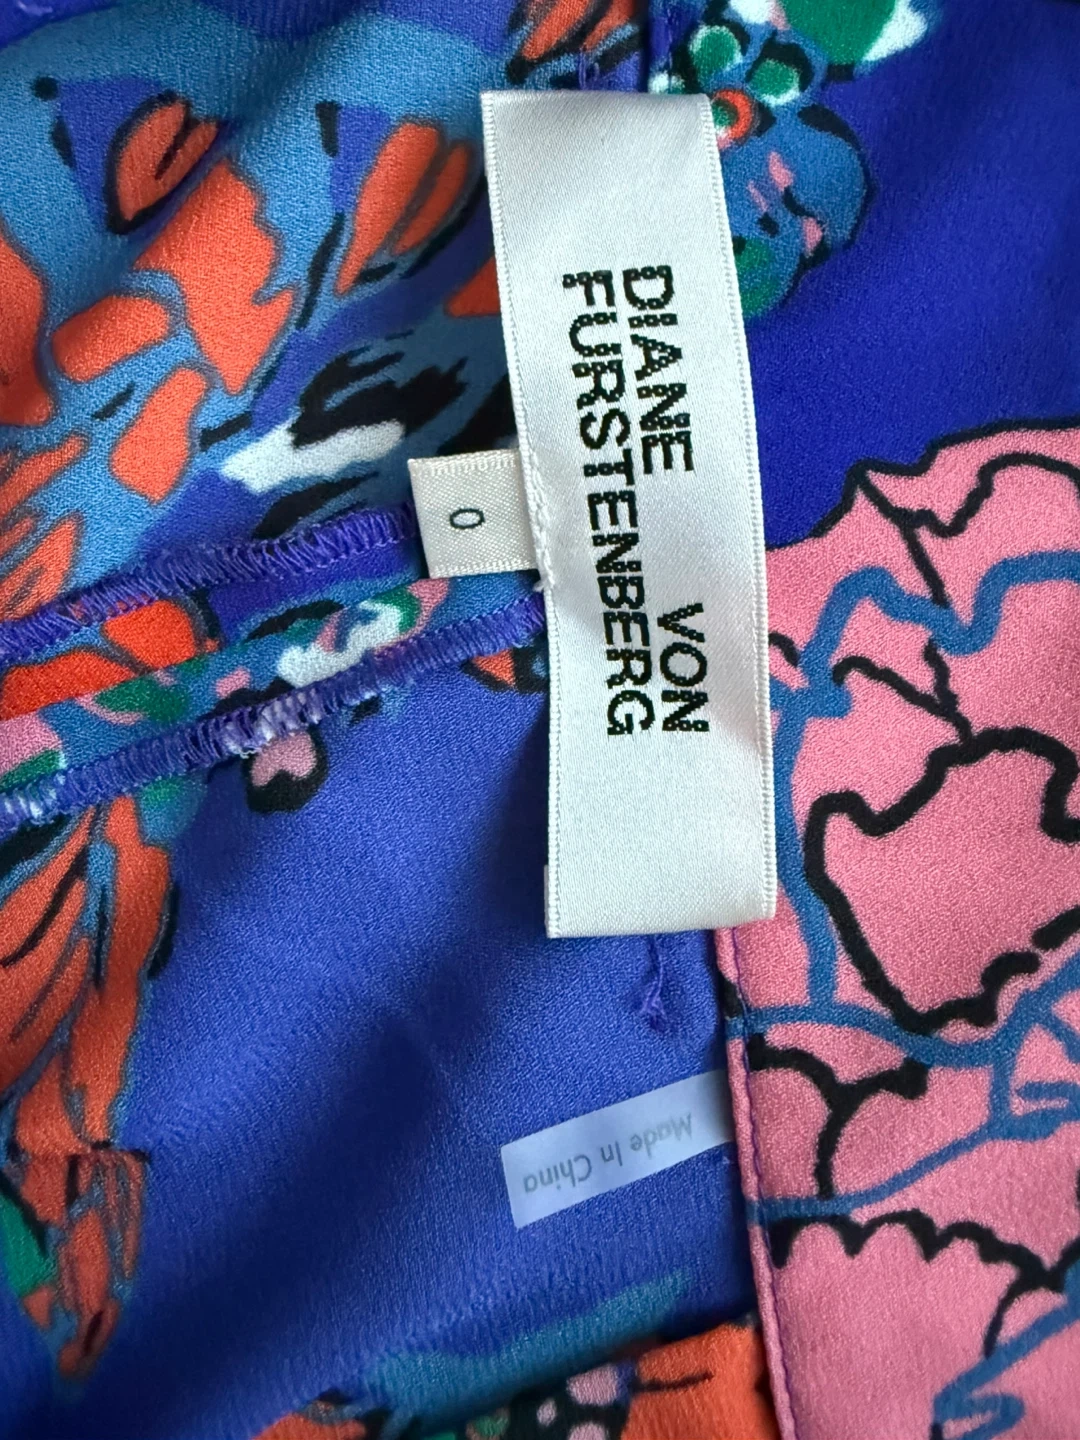 DIANE
VON
FURSTENBERG
0
Made In China